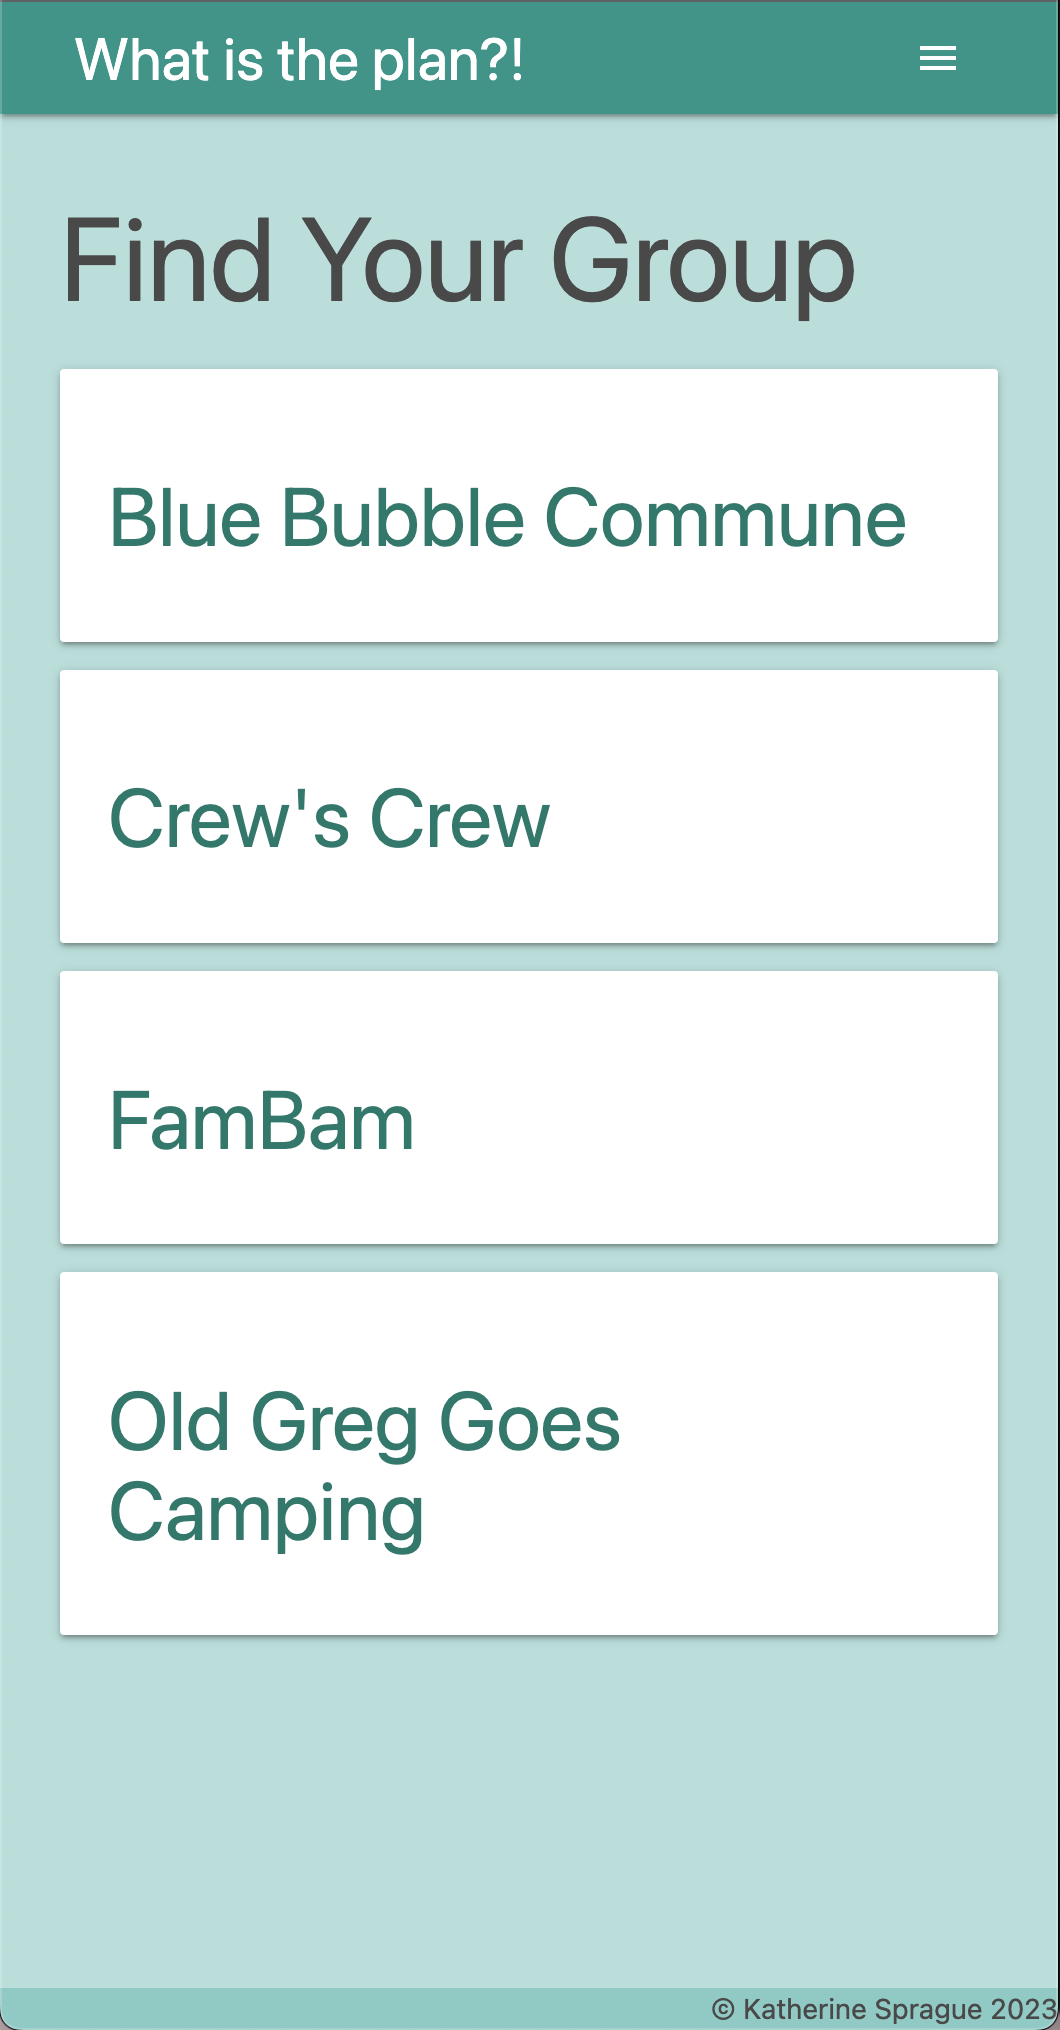 What is the plan?!
Find Your Group
Blue Bubble Commune
Crew's Crew
FamBam
Old Greg Goes
Camping
© Katherine Sprague 2023